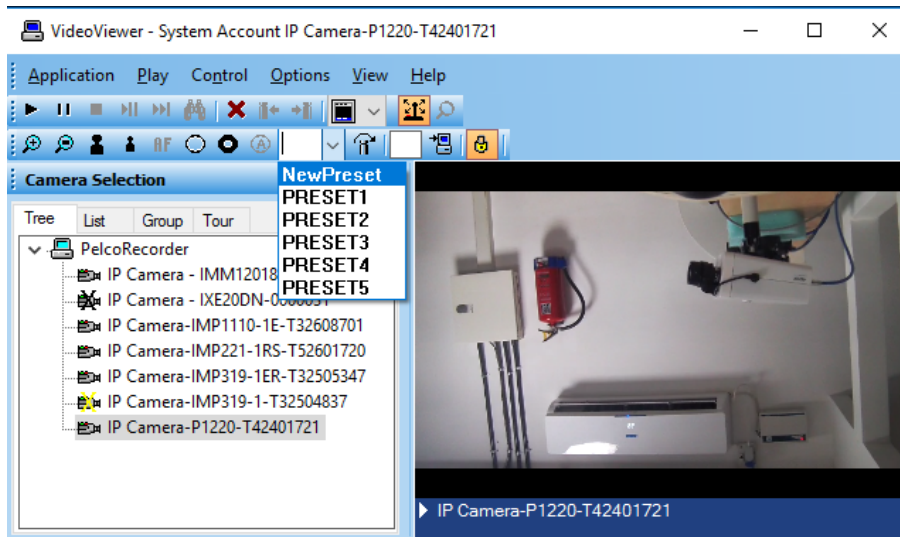 VideoViewer - System Account IP Camera-P1220-T42401721
Application Play Control Options View Help
AF A
NewPreset
PRESET1
PRESET2
PRESET3
PRESET4
PRESET5
Camera Selection
Tree List Group Tour
PelcoRecorder
IP Camera - IMM12018
IP Camera - IXE20DN-
IP Camera-IMP1110-1E-T32608701
IP Camera-IMP221-1RS-T52601720
IP Camera-IMP319-1ER-T32505347
IP Camera-IMP319-1-T32504837
IP Camera-P1220-T42401721
IP Camera-P1220-T42401721